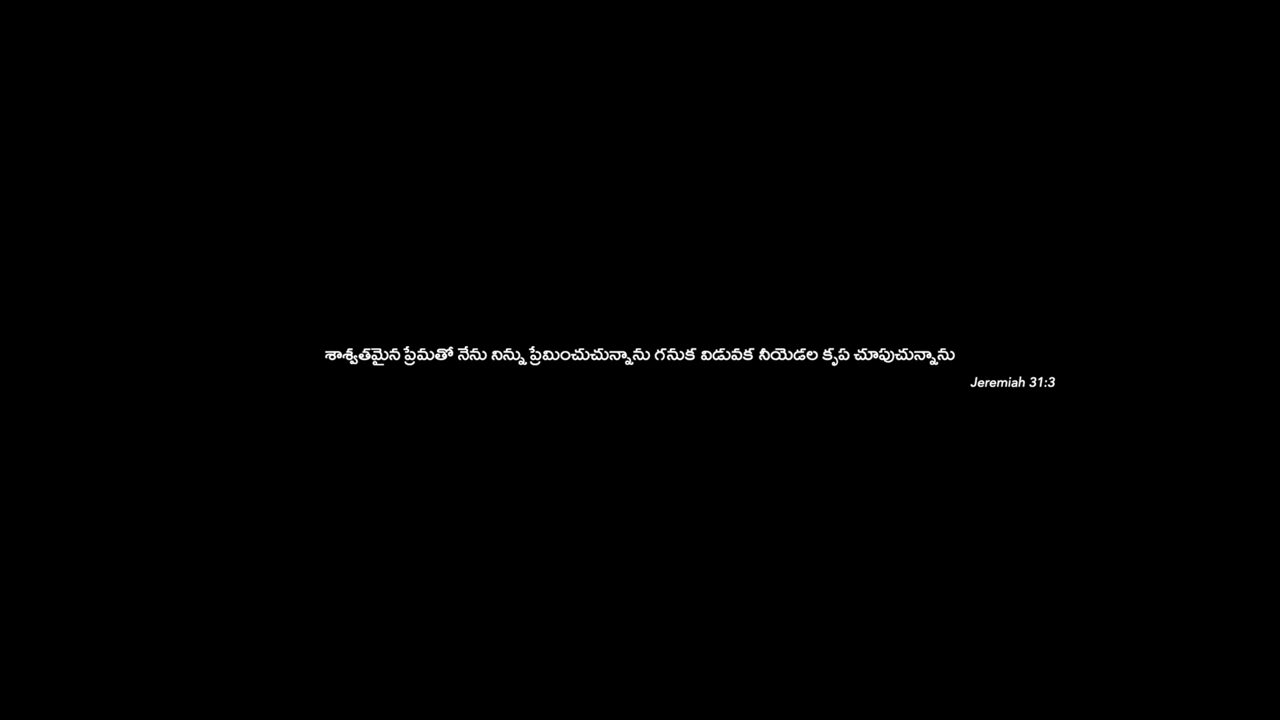 శాశ్వతమైన ప్రేమతో నేను నిన్ను ప్రేమించుచున్నాను గనుక విడువక నీయెడల కృప చూపుచున్నాను
Jeremiah 31:3